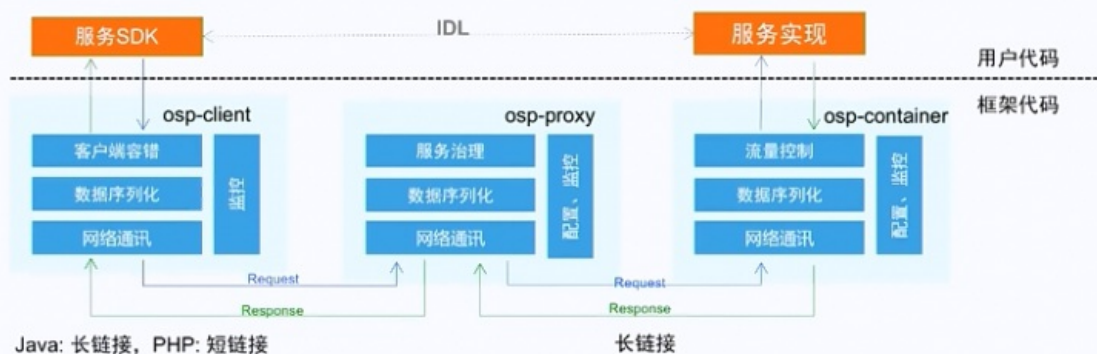 服务SDK
IDL
服务实现
用户代码
框架代码
osp-client
客户端容错
数据序列化
网络通讯
监控
osp-proxy
服务治理
数据序列化
网络通讯
配置、监控
osp-container
流量控制
数据序列化
网络通讯
配置、监控
Request
Response
Request
Response
Java: 长链接，PHP: 短链接
长链接